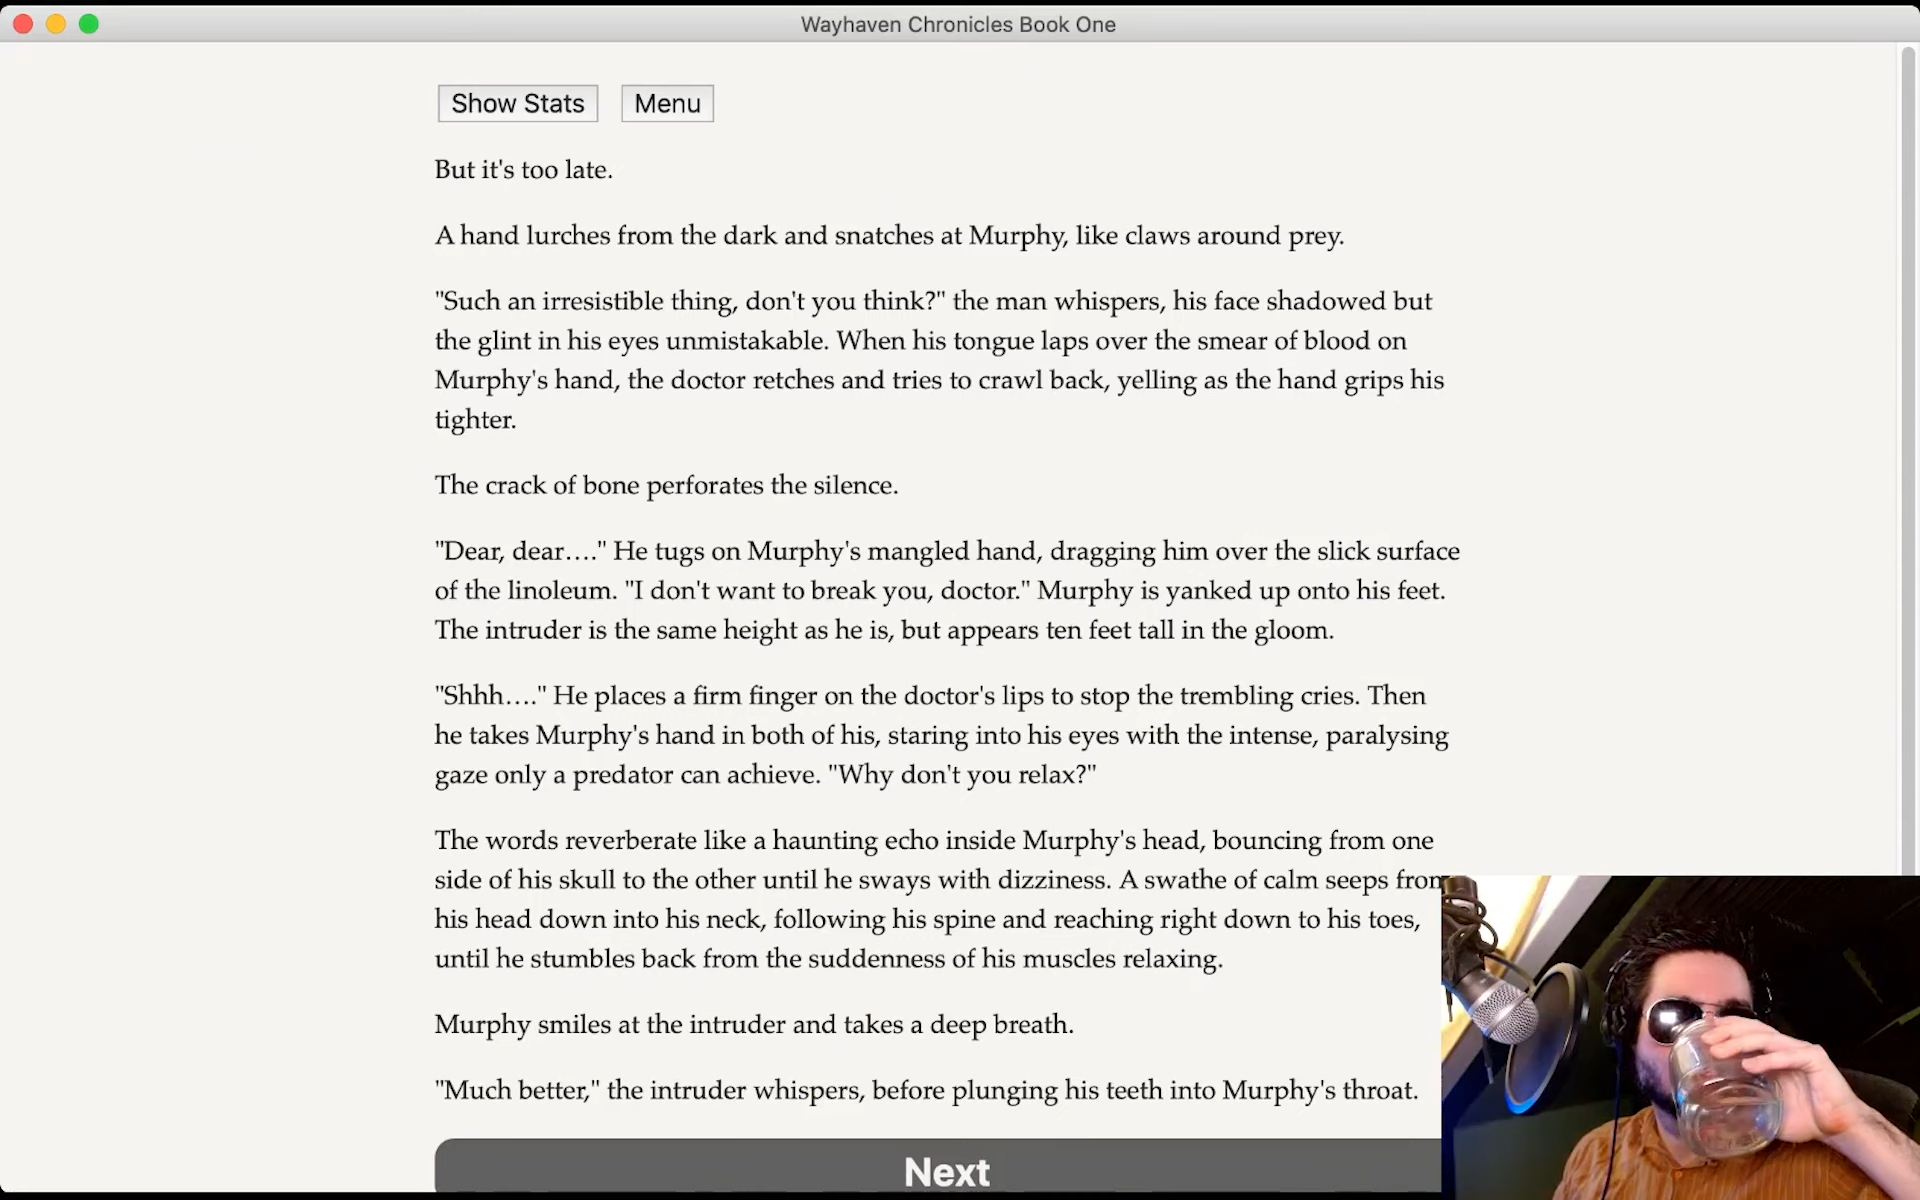 Wayhaven Chronicles Book One
Show Stats Menu
But it's too late.
A hand lurches from the dark and snatches at Murphy, like claws around prey.
"Such an irresistible thing, don't you think?" the man whispers, his face shadowed but
the glint in his eyes unmistakable. When his tongue laps over the smear of blood on
Murphy's hand, the doctor retches and tries to crawl back, yelling as the hand grips his
tighter.
The crack of bone perforates the silence.
"Dear, dear…." He tugs on Murphy's mangled hand, dragging him over the slick surface
of the linoleum. "I don't want to break you, doctor." Murphy is yanked up onto his feet.
The intruder is the same height as he is, but appears ten feet tall in the gloom.
"Shhh…." He places a firm finger on the doctor's lips to stop the trembling cries. Then
he takes Murphy's hand in both of his, staring into his eyes with the intense, paralysing
gaze only a predator can achieve. "Why don't you relax?"
The words reverberate like a haunting echo inside Murphy's head, bouncing from one
side of his skull to the other until he sways with dizziness. A swathe of calm seeps from
his head down into his neck, following his spine and reaching right down to his toes,
until he stumbles back from the suddenness of his muscles relaxing.
Murphy smiles at the intruder and takes a deep breath.
"Much better," the intruder whispers, before plunging his teeth into Murphy's throat.
Next